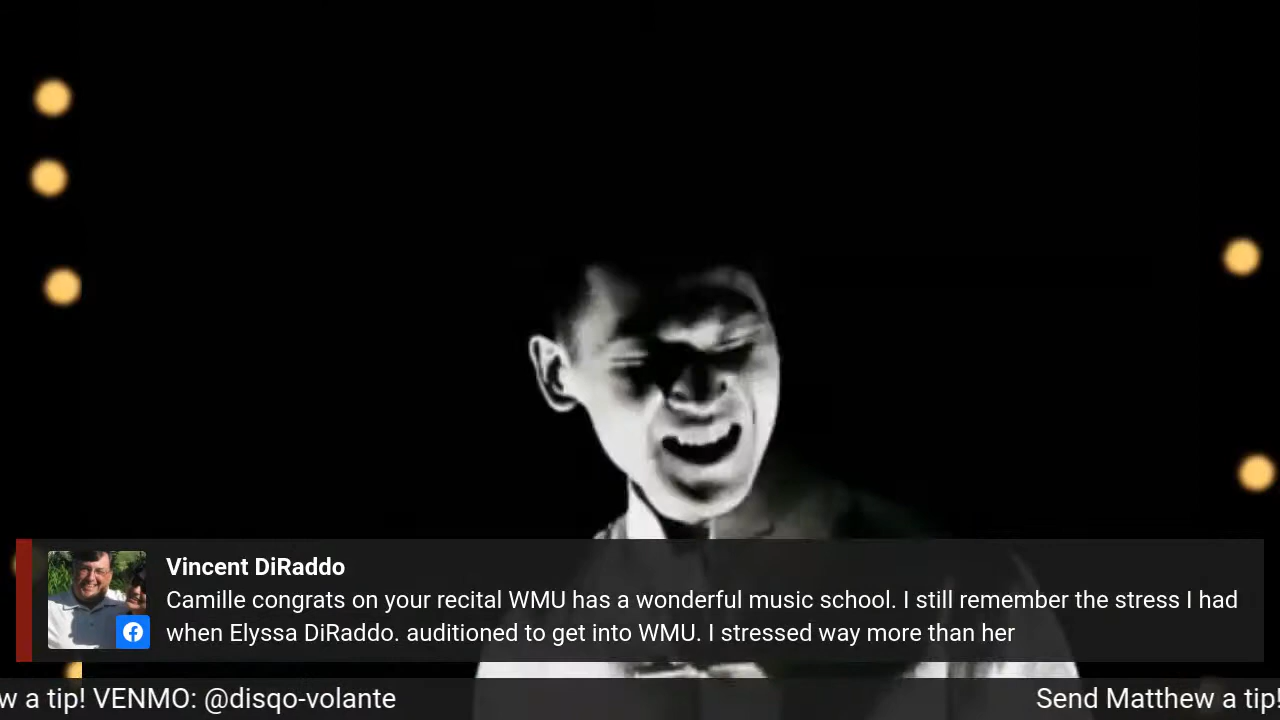 Vincent DiRaddo
Camille congrats on your recital WMU has a wonderful music school. I still remember the stress I had
when Elyssa DiRaddo. auditioned to get into WMU. I stressed way more than her
w a tip! VENMO: @disqo-volante
Send Matthew a tip!